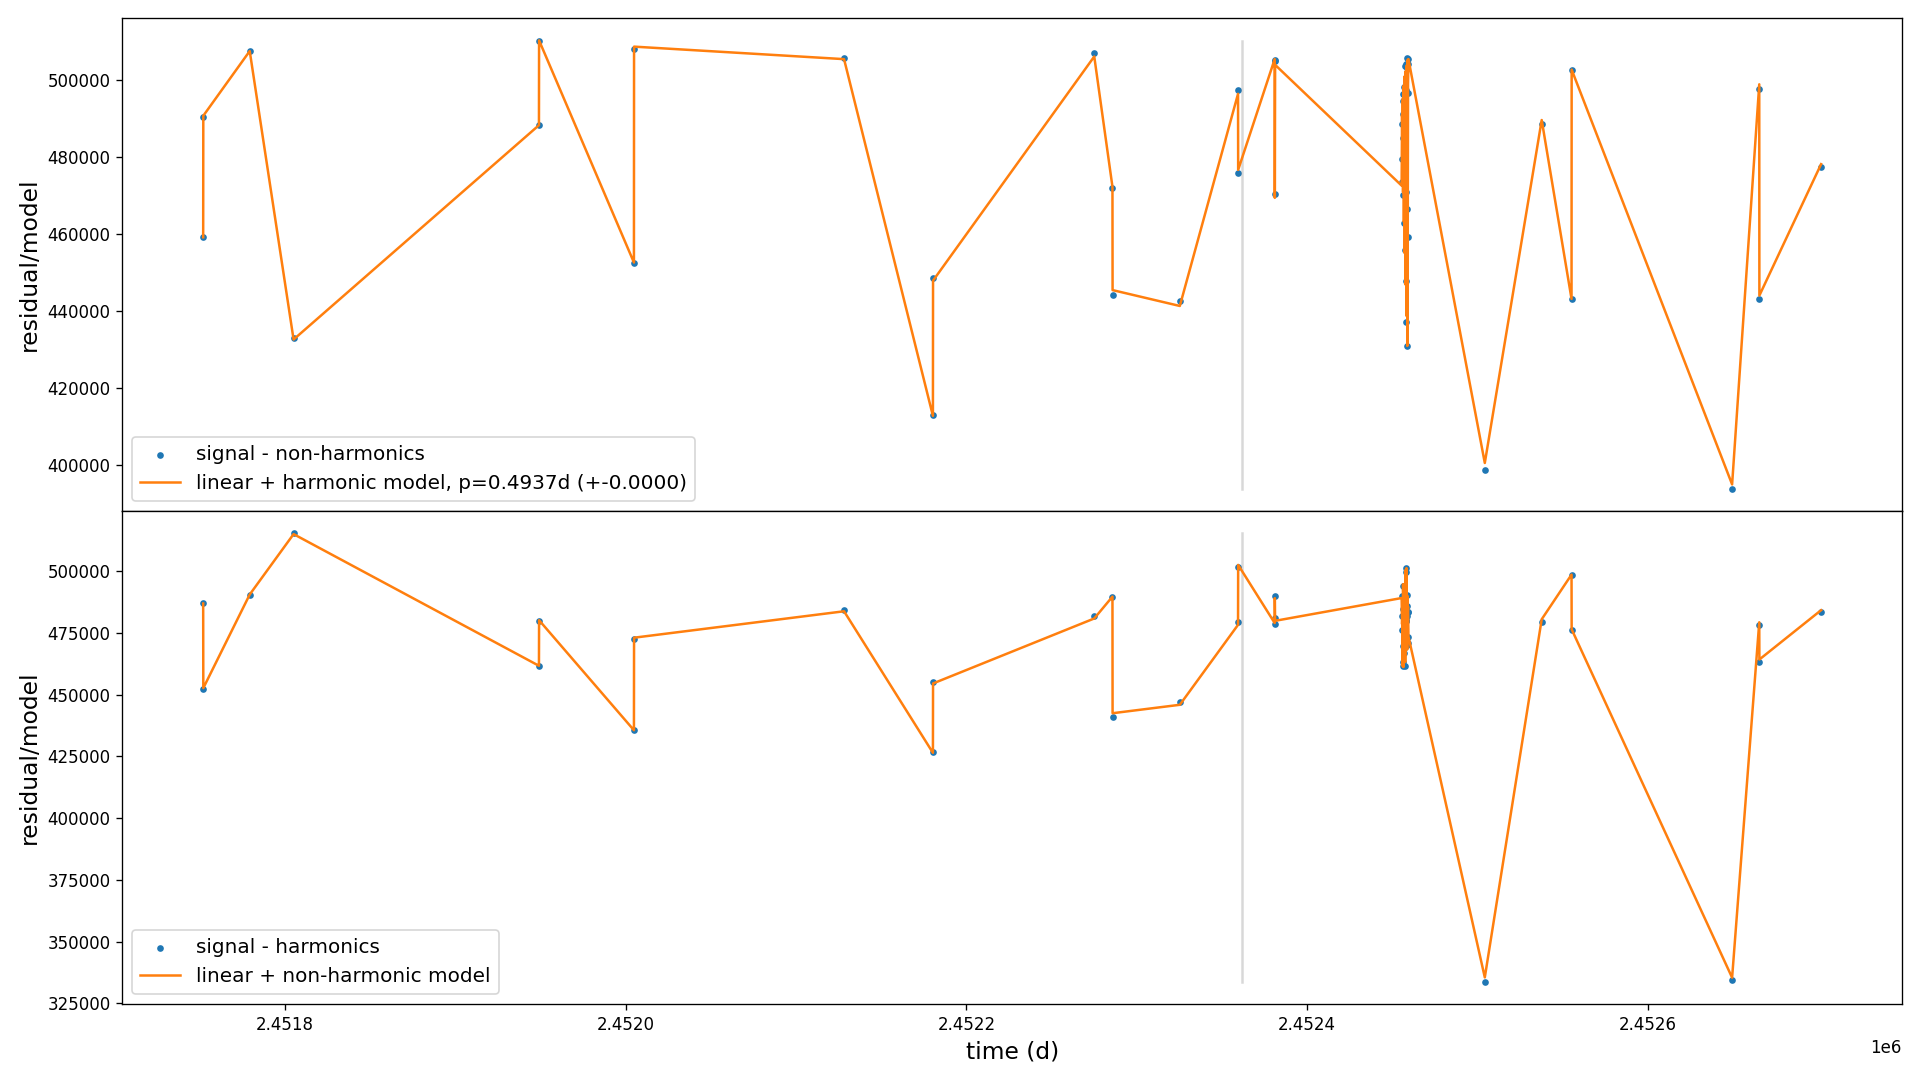 500000
480000
460000
440000
420000
400000
residual/model
signal - non-harmonics
linear + harmonic model, p=0.4937d (+-0.0000)
500000
475000
450000
425000
400000
375000
350000
325000
residual/model
signal - harmonics
linear + non-harmonic model
2.4518
2.4520
2.4522
2.4524
2.4526
1e6
time (d)